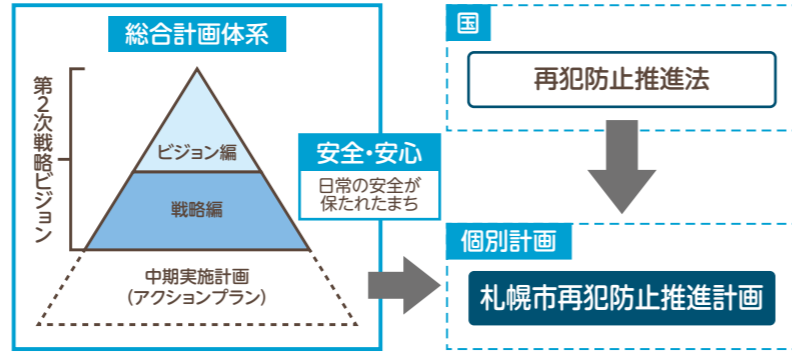 総合計画体系
第2次戦略ビジョン
ビジョン編
戦略編
中期実施計画
(アクションプラン)
安全・安心
日常の安全が
保たれたまち
国
再犯防止推進法
個別計画
札幌市再犯防止推進計画